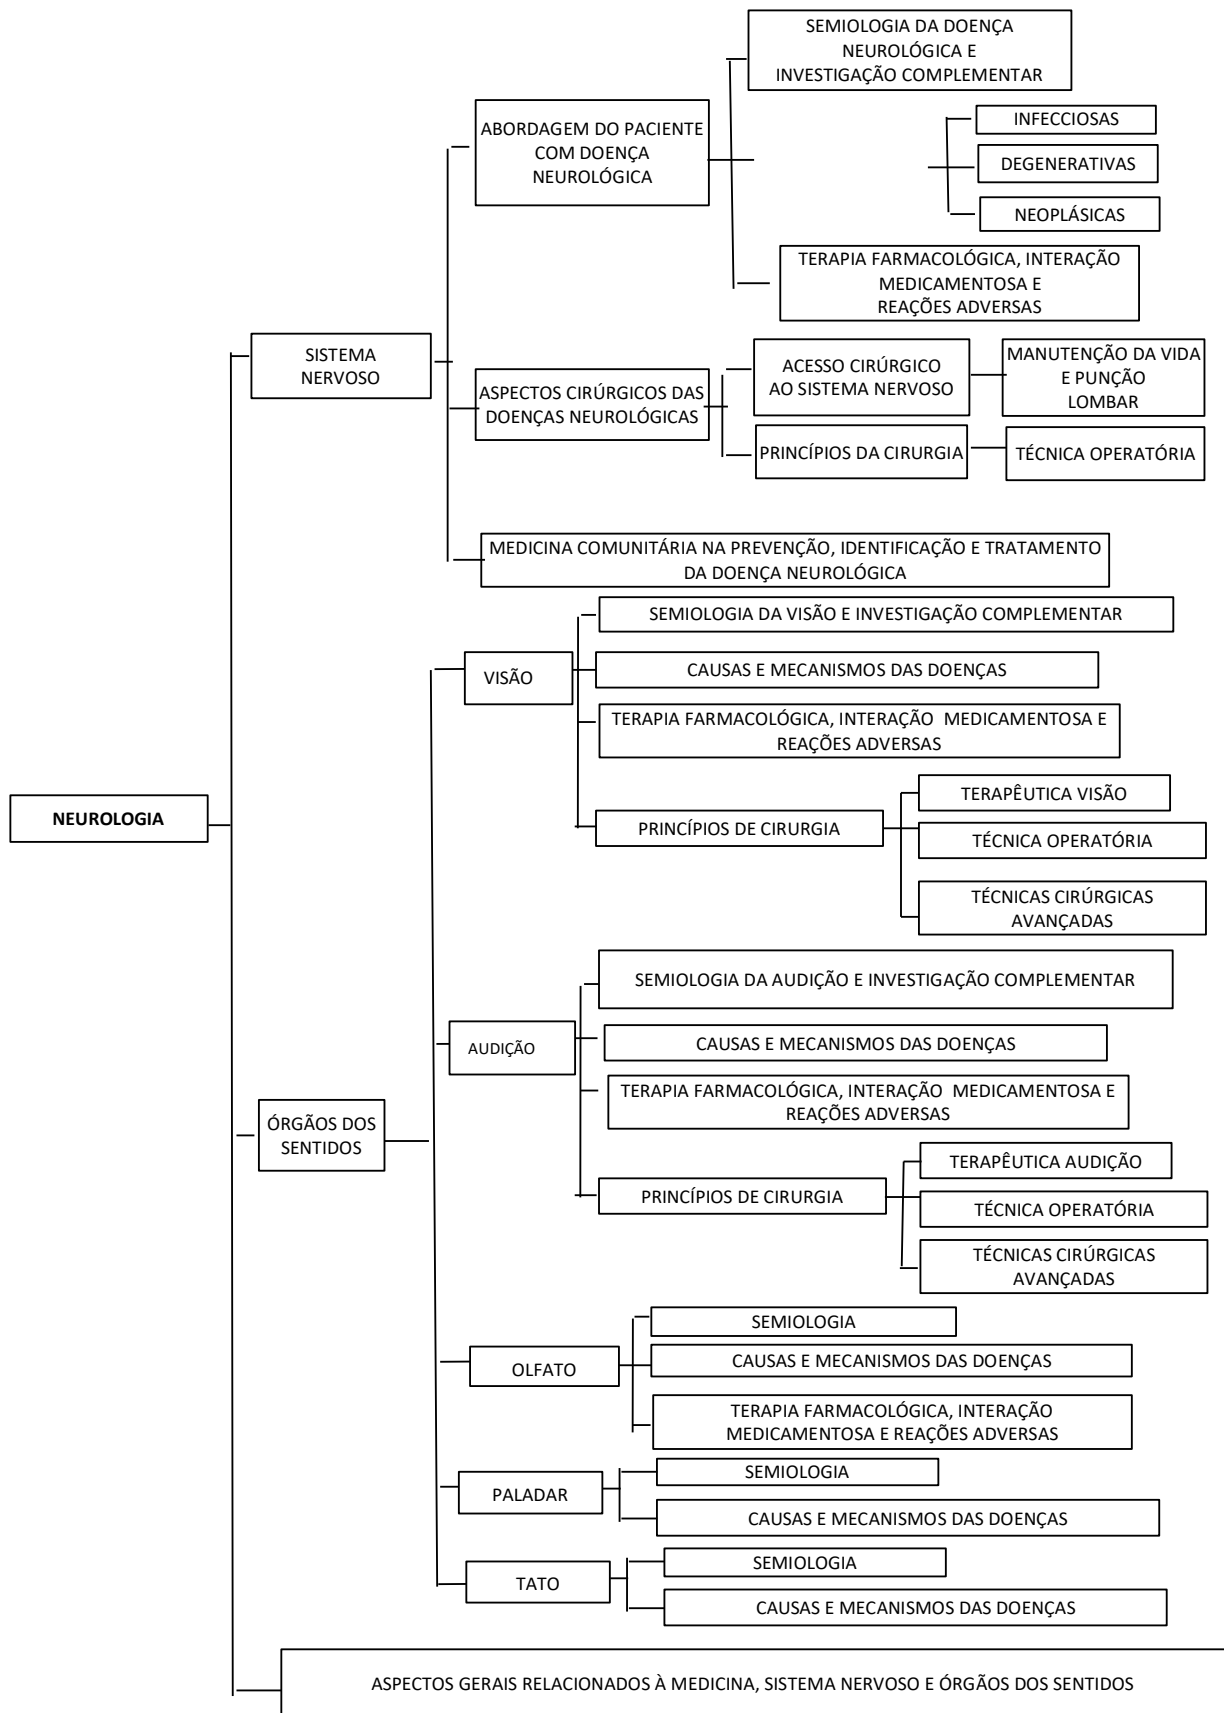 SEMIOLOGIA DA DOENÇA
NEUROLÓGICA E
INVESTIGAÇÃO COMPLEMENTAR
ABORDAGEM DO PACIENTE
COM DOENÇA
NEUROLÓGICA
INFECCIOSAS
DEGENERATIVAS
NEOPLÁSICAS
TERAPIA FARMACOLÓGICA, INTERAÇÃO
MEDICAMENTOSA E
REAÇÕES ADVERSAS
SISTEMA
NERVOSO
ASPECTOS CIRÚRGICOS DAS
DOENÇAS NEUROLÓGICAS
ACESSO CIRÚRGICO
AO SISTEMA NERVOSO
MANUTENÇÃO DA VIDA
E PUNÇÃO
LOMBAR
PRINCÍPIOS DA CIRURGIA
TÉCNICA OPERATÓRIA
MEDICINA COMUNITÁRIA NA PREVENÇÃO, IDENTIFICAÇÃO E TRATAMENTO
DA DOENÇA NEUROLÓGICA
SEMIOLOGIA DA VISÃO E INVESTIGAÇÃO COMPLEMENTAR
VISÃO
CAUSAS E MECANISMOS DAS DOENÇAS
TERAPIA FARMACOLÓGICA, INTERAÇÃO MEDICAMENTOSA E
REAÇÕES ADVERSAS
PRINCÍPIOS DE CIRURGIA
TERAPÊUTICA VISÃO
TÉCNICA OPERATÓRIA
TÉCNICAS CIRÚRGICAS
AVANÇADAS
NEUROLOGIA
SEMIOLOGIA DA AUDIÇÃO E INVESTIGAÇÃO COMPLEMENTAR
AUDIÇÃO
CAUSAS E MECANISMOS DAS DOENÇAS
TERAPIA FARMACOLÓGICA, INTERAÇÃO MEDICAMENTOSA E
REAÇÕES ADVERSAS
ÓRGÃOS DOS
SENTIDOS
PRINCÍPIOS DE CIRURGIA
TERAPÊUTICA AUDIÇÃO
TÉCNICA OPERATÓRIA
TÉCNICAS CIRÚRGICAS
AVANÇADAS
SEMIOLOGIA
OLFATO
CAUSAS E MECANISMOS DAS DOENÇAS
TERAPIA FARMACOLÓGICA, INTERAÇÃO
MEDICAMENTOSA E REAÇÕES ADVERSAS
SEMIOLOGIA
PALADAR
CAUSAS E MECANISMOS DAS DOENÇAS
SEMIOLOGIA
TATO
CAUSAS E MECANISMOS DAS DOENÇAS
ASPECTOS GERAIS RELACIONADOS À MEDICINA, SISTEMA NERVOSO E ÓRGÃOS DOS SENTIDOS